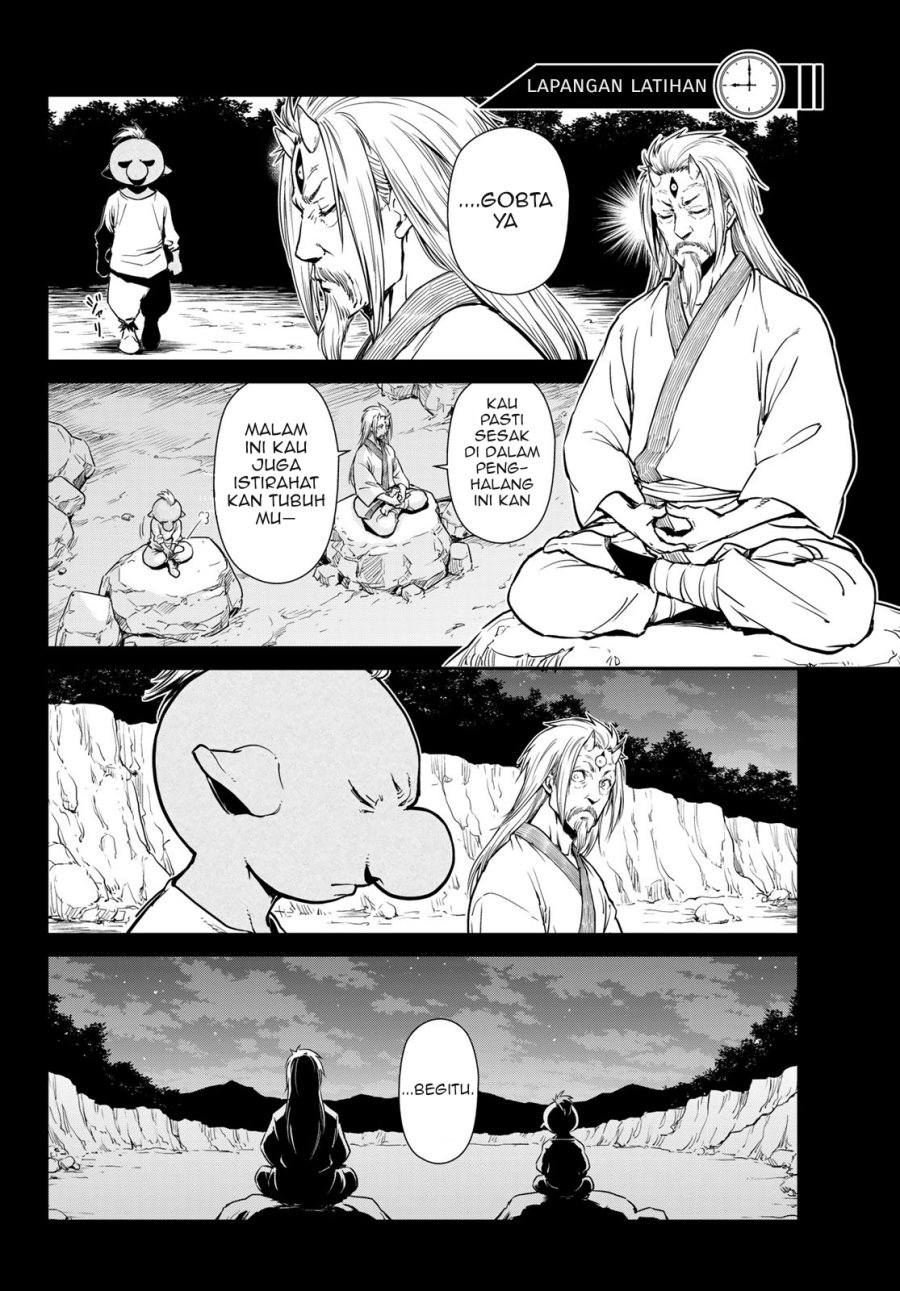 LAPANGAN LATIHAN
....GOBTA
YA
KAU
PASTI
SESAK
DI DALAM
PENG-
HALANG
INI KAN
MALAM
INI KAU
JUGA
ISTIRAHAT
KAN TUBUH
MU—
...BEGITU.